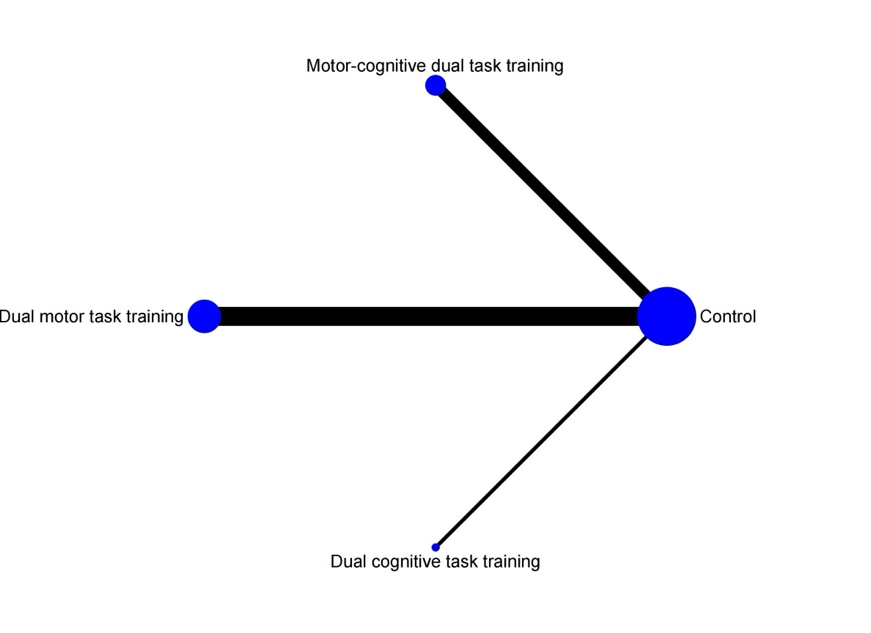 Motor-cognitive dual task training
Dual motor task training
Control
Dual cognitive task training